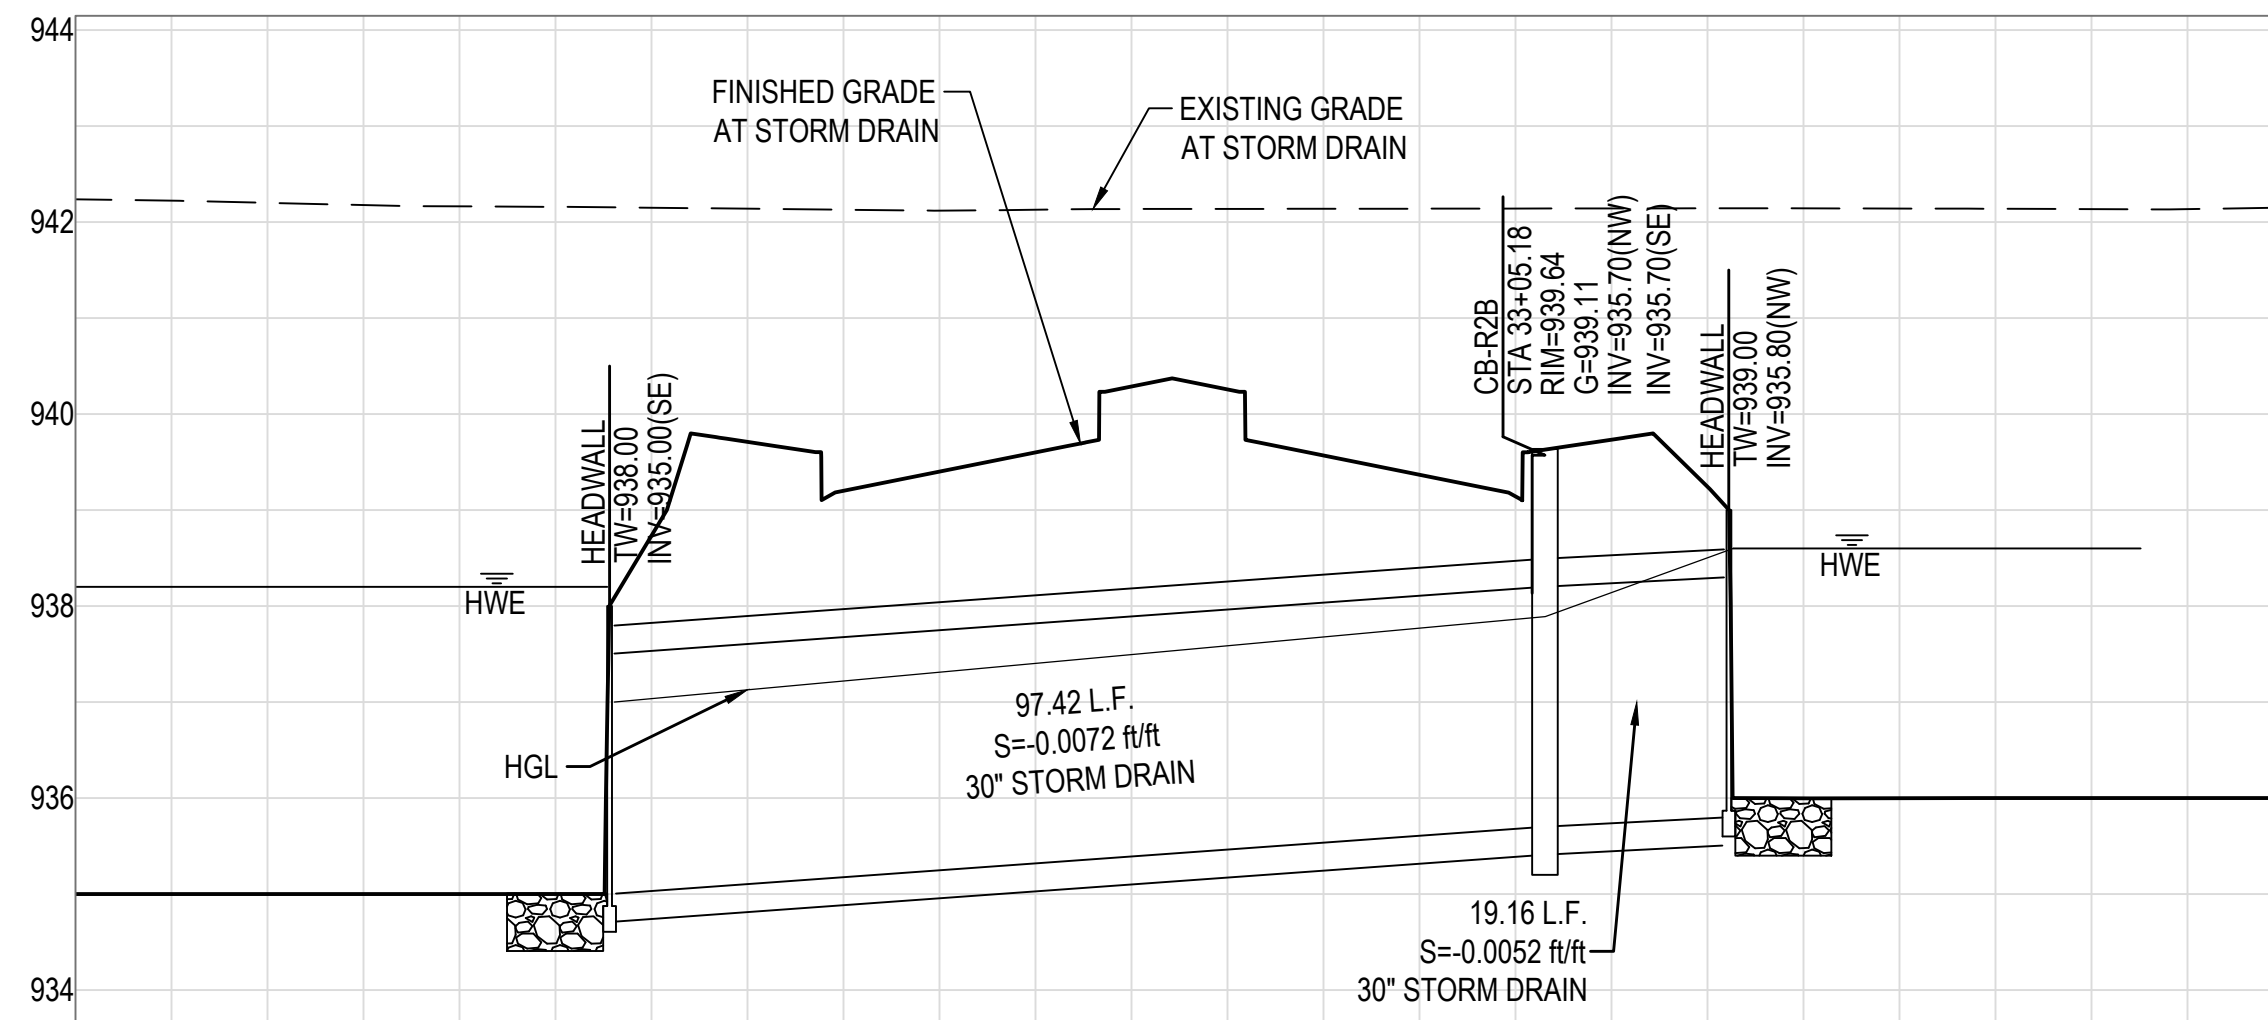 944
942
940
938
936
934
FINISHED GRADE
AT STORM DRAIN
EXISTING GRADE
AT STORM DRAIN
HEADWALL
TW=938.00
INV=935.00(SE)
CB-R2B
STA 33+05.18
RIM=939.64
G=939.11
INV=935.70(NW)
INV=935.70(SE)
HEADWALL
TW=939.00
INV=935.80(NW)
HWE
HWE
HGL
97.42 L.F.
S=-0.0072 ft/ft
30" STORM DRAIN
19.16 L.F.
S=-0.0052 ft/ft
30" STORM DRAIN